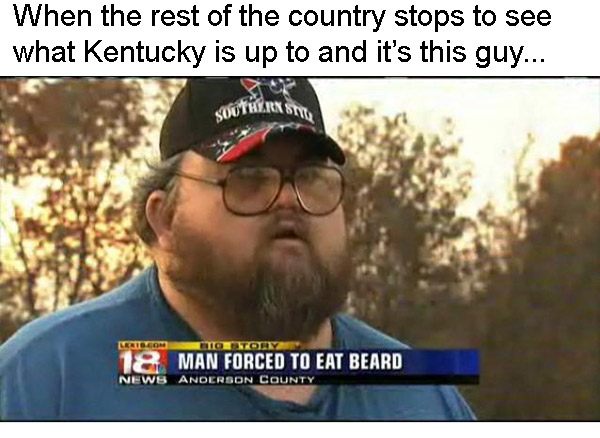 When the rest of the country stops to see
what Kentucky is up to and it's this guy...
SOUTHERN STYLE
LEX18.COM BIG STORY
18 MAN FORCED TO EAT BEARD
NEWS ANDERSON COUNTY